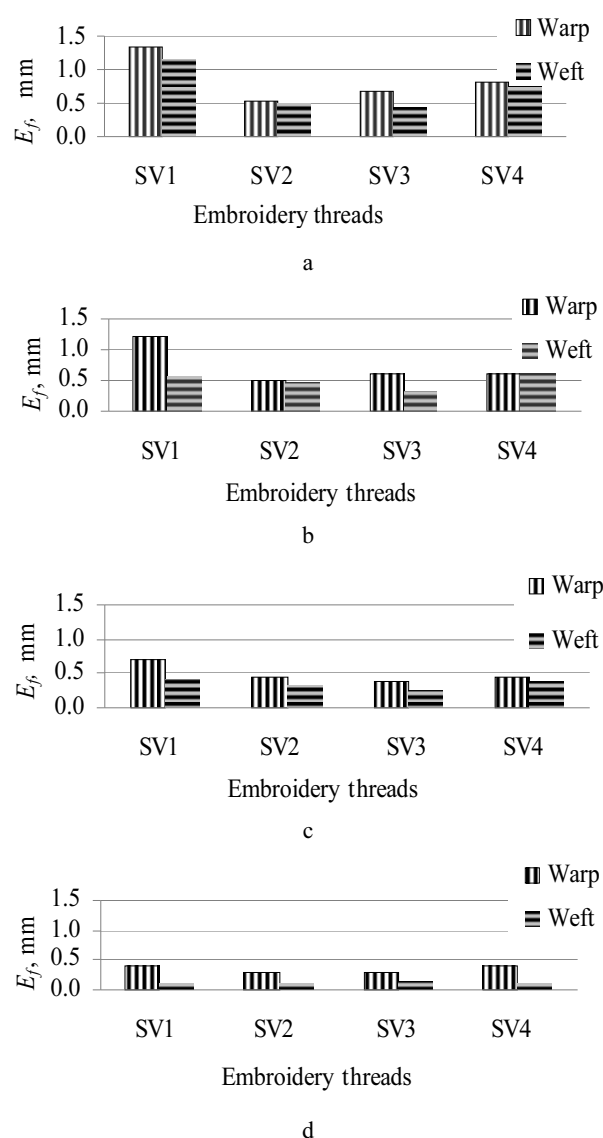 1.5
1.0
0.5
0.0
E_f, mm
Warp
Weft
SV1 SV2 SV3 SV4
Embroidery threads
a
1.5
1.0
0.5
0.0
E_f, mm
Warp
Weft
SV1 SV2 SV3 SV4
Embroidery threads
b
1.5
1.0
0.5
0.0
E_f, mm
Warp
Weft
SV1 SV2 SV3 SV4
Embroidery threads
c
1.5
1.0
0.5
0.0
E_f, mm
Warp
Weft
SV1 SV2 SV3 SV4
Embroidery threads
d